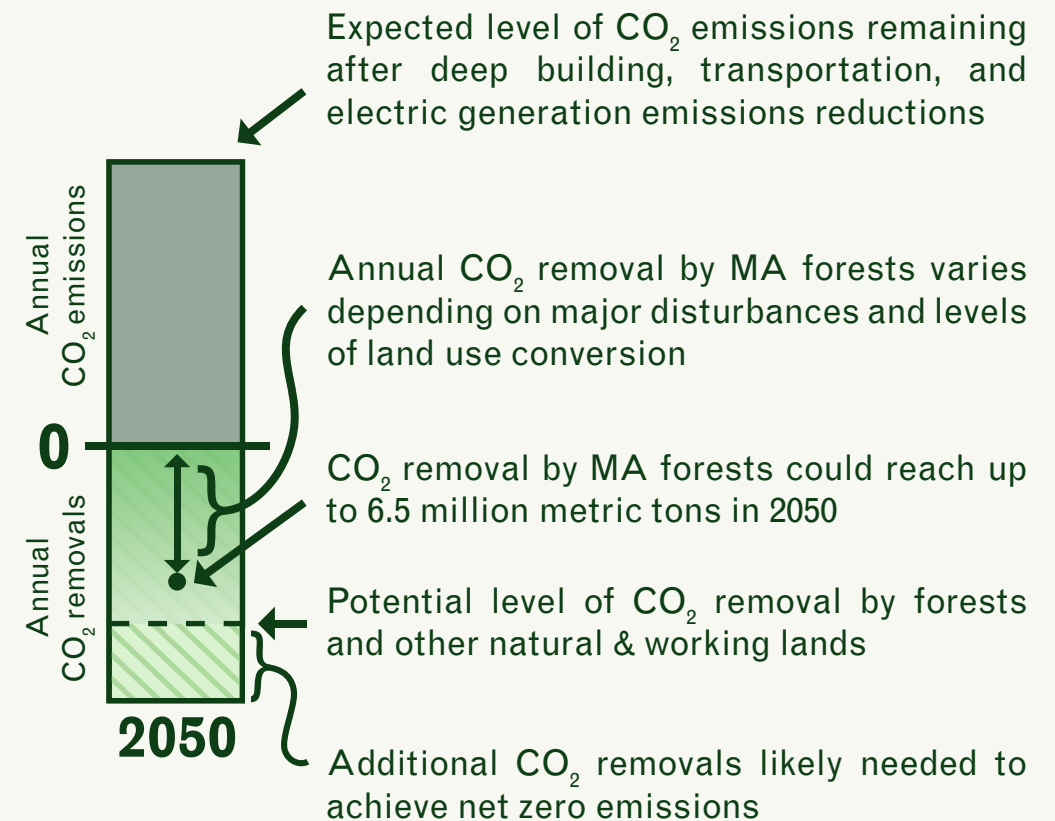 Expected level of CO₂ emissions remaining
after deep building, transportation, and
electric generation emissions reductions
Annual
CO₂ emissions
Annual CO₂ removal by MA forests varies
depending on major disturbances and levels
of land use conversion
0
CO₂ removal by MA forests could reach up
to 6.5 million metric tons in 2050
Annual
CO₂ removals
Potential level of CO₂ removal by forests
and other natural & working lands
2050
Additional CO₂ removals likely needed to
achieve net zero emissions